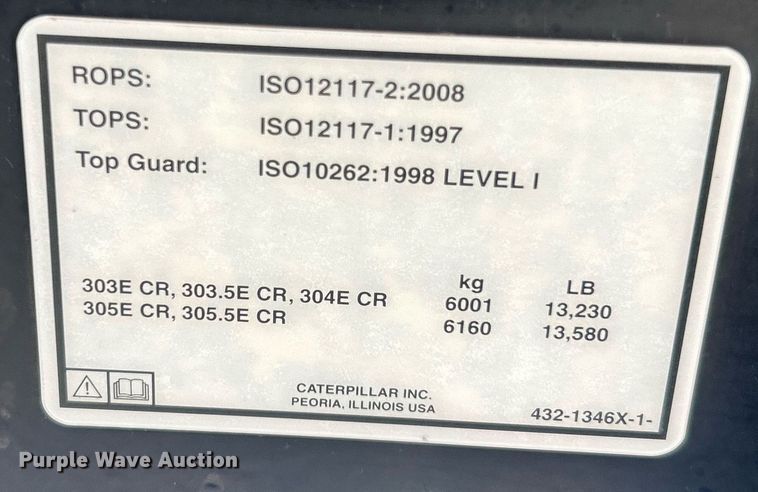 ROPS: ISO12117-2:2008
TOPS: ISO12117-1:1997
Top Guard: ISO10262:1998 LEVEL I
kg LB
303E CR, 303.5E CR, 304E CR 6001 13,230
305E CR, 305.5E CR 6160 13,580
CATERPILLAR INC.
PEORIA, ILLINOIS USA
432-1346X-1-
Purple Wave Auction